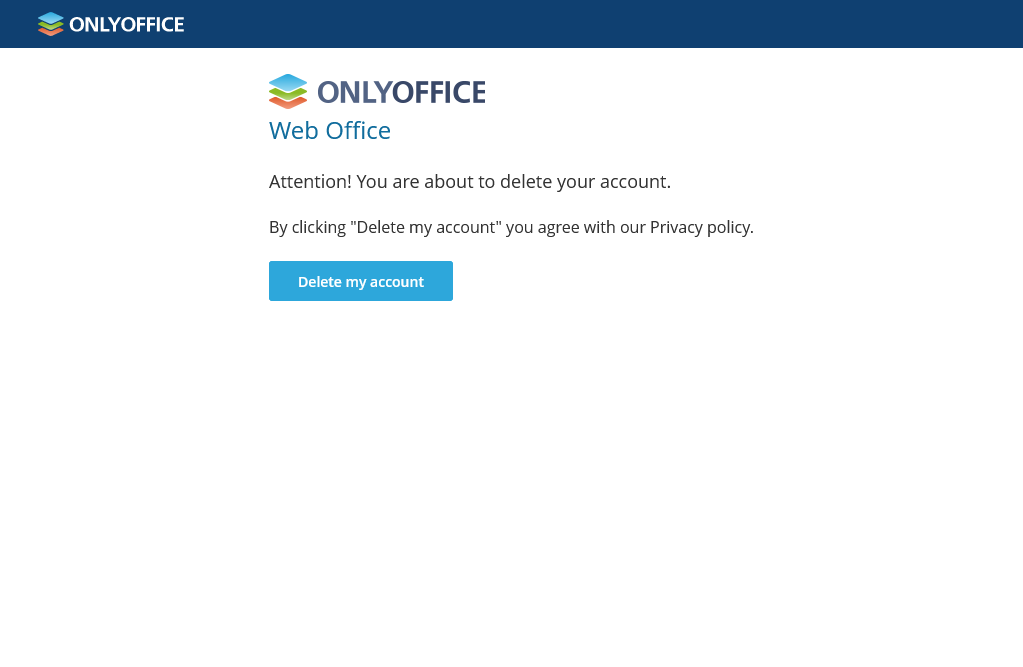 ONLYOFFICE
ONLYOFFICE
Web Office
Attention! You are about to delete your account.
By clicking "Delete my account" you agree with our Privacy policy.
Delete my account